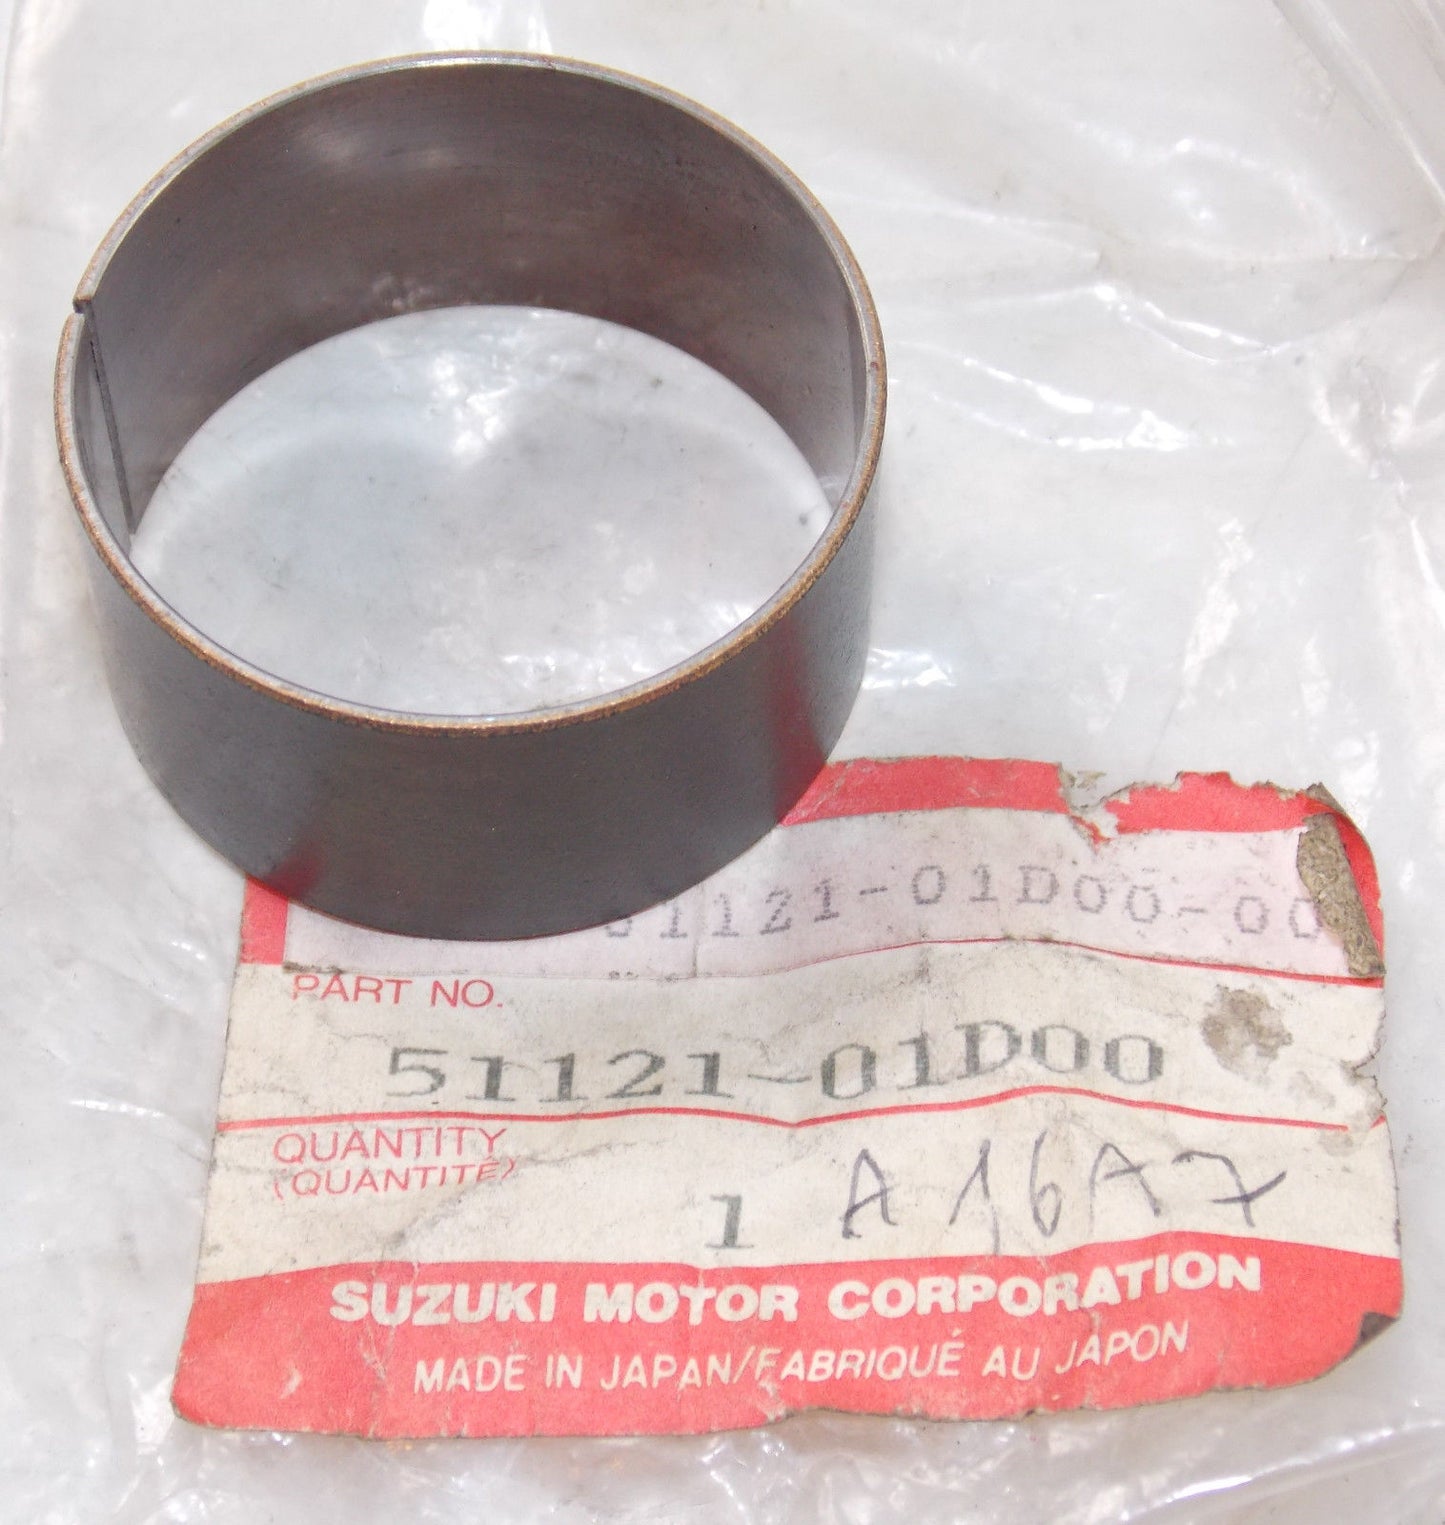 51121-01D00-00
PART NO.
51121-01D00
QUANTITY
(QUANTITÉ)
1 A16A7
SUZUKI MOTOR CORPORATION
MADE IN JAPAN/FABRIQUÉ AU JAPON